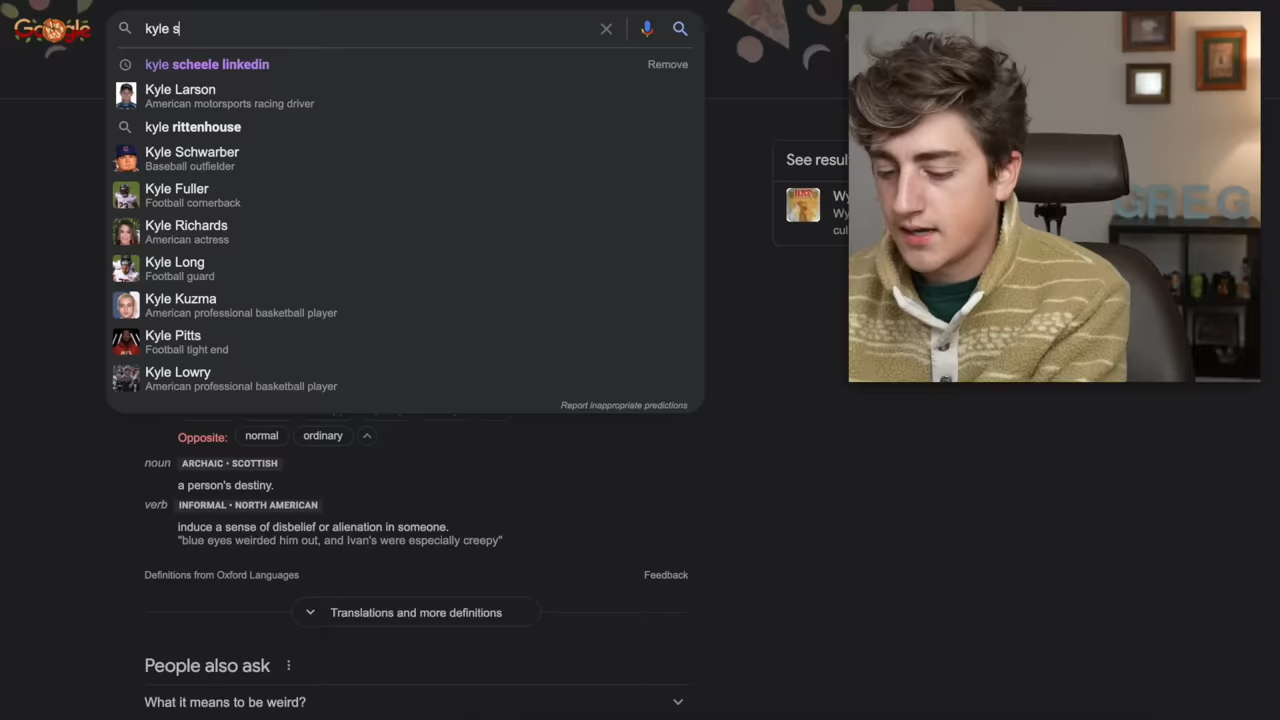 Google
kyle s
kyle scheele linkedin
Remove
Kyle Larson
American motorsports racing driver
kyle rittenhouse
Kyle Schwarber
Baseball outfielder
Kyle Fuller
Football cornerback
Kyle Richards
American actress
Kyle Long
Football guard
Kyle Kuzma
American professional basketball player
Kyle Pitts
Football tight end
Kyle Lowry
American professional basketball player
Report inappropriate predictions
See resul
Wy
Wy
cul
GREG
Opposite: normal ordinary
noun ARCHAIC • SCOTTISH
a person's destiny.
verb INFORMAL • NORTH AMERICAN
induce a sense of disbelief or alienation in someone.
"blue eyes weirded him out, and Ivan's were especially creepy"
Definitions from Oxford Languages
Feedback
Translations and more definitions
People also ask
What it means to be weird?